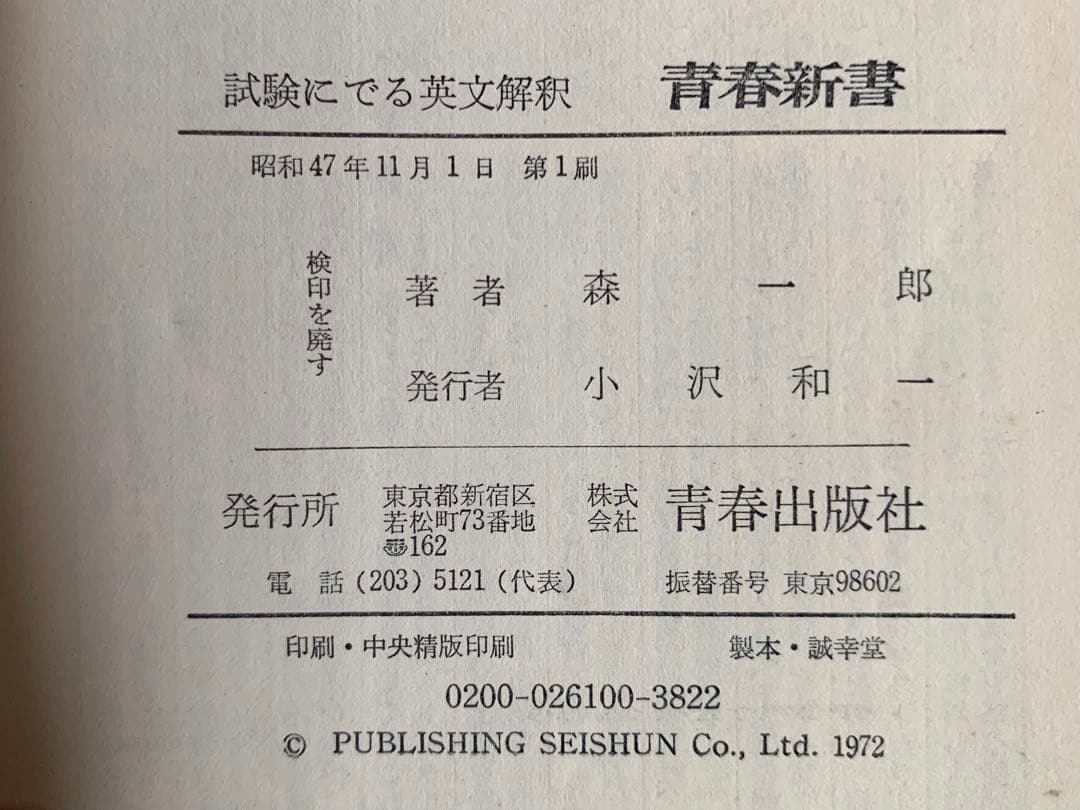 試験にでる英文解釈 青春新書
昭和47年11月1日 第1刷
検印を廃す
著者 森一郎
発行者 小沢和一
発行所 東京都新宿区若松町73番地 〠162 株式会社 青春出版社
電話(203)5121(代表) 振替番号 東京98602
印刷・中央精版印刷 製本・誠幸堂
0200-026100-3822
© PUBLISHING SEISHUN Co., Ltd. 1972